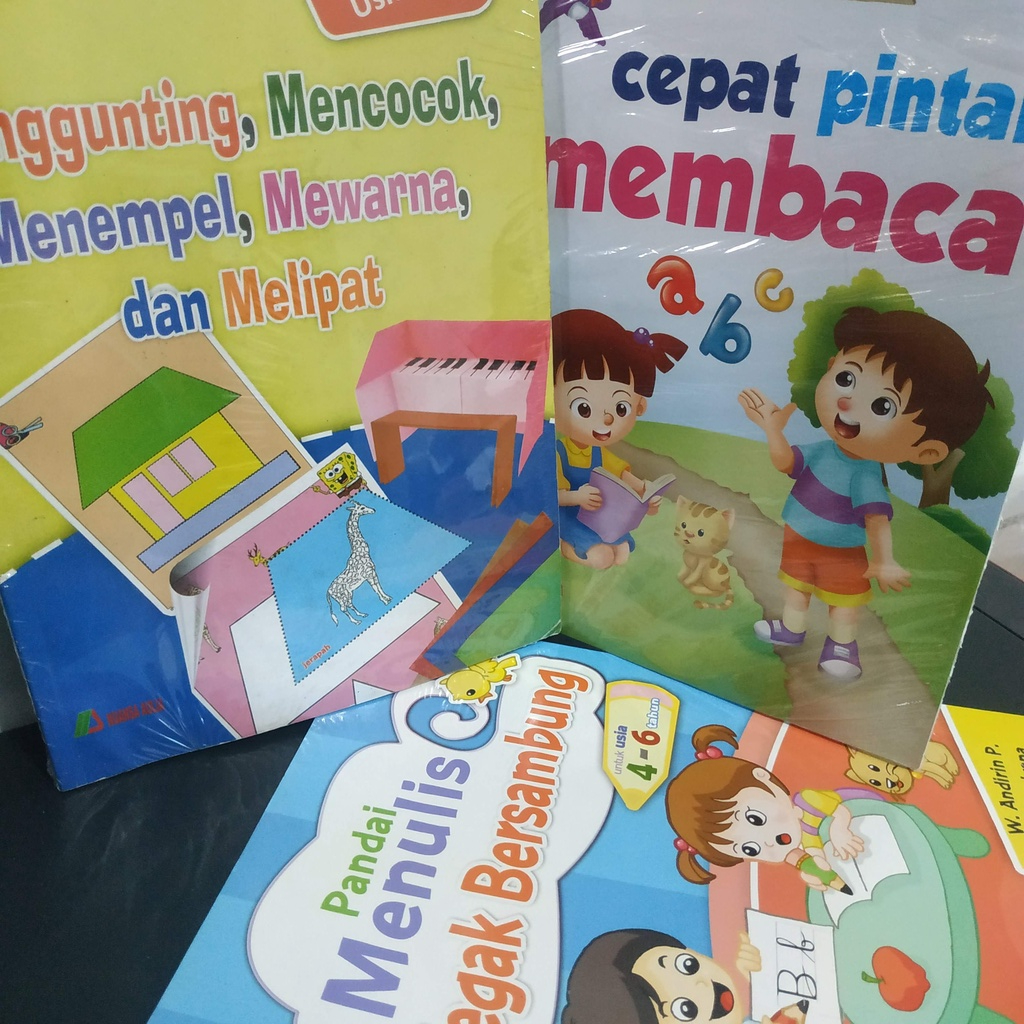 Usi
nggunting, Mencocok,
Menempel, Mewarna,
dan Melipat
jerapah
cepat pintar
membaca
a b c
Pandai
Menulis
egak Bersambung
untuk usia
4 - 6 tahun
W. Andirin P.
B b